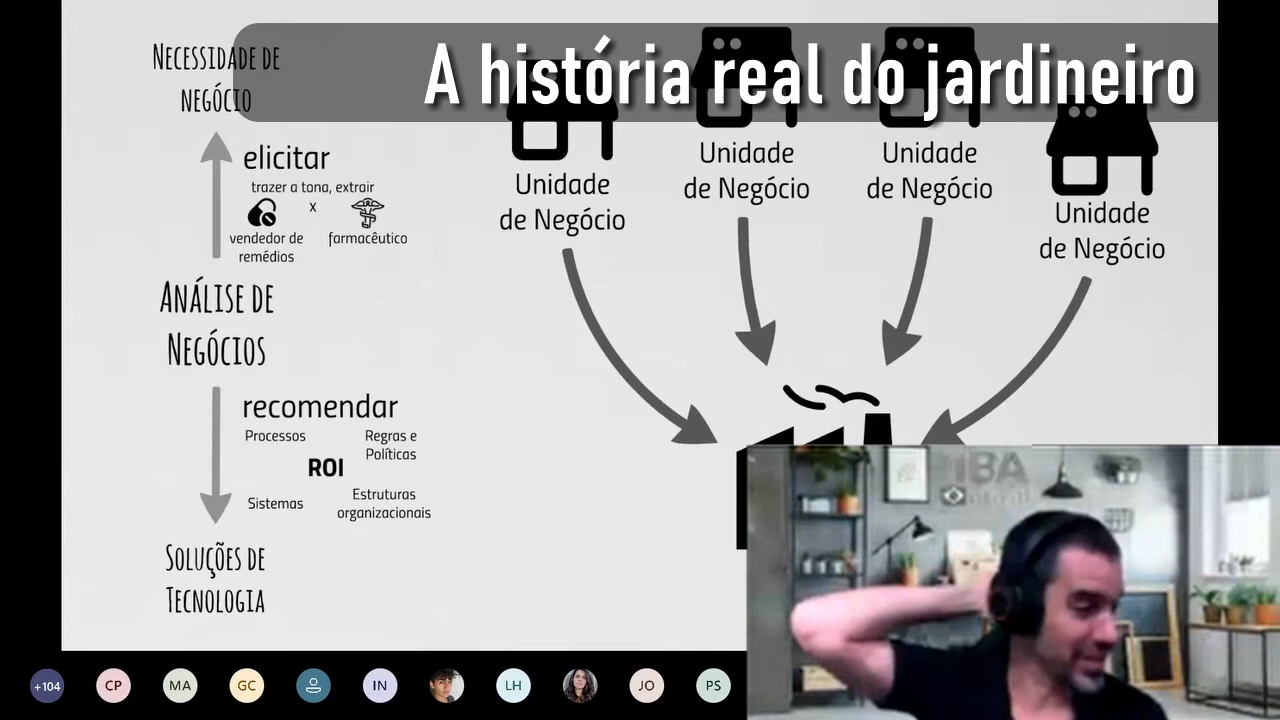 A história real do jardineiro
NECESSIDADE DE
NEGÓCIO
elicitar
trazer a tona, extrair
x
vendedor de
remédios
farmacêutico
ANÁLISE DE
NEGÓCIOS
recomendar
Processos
Regras e
Políticas
ROI
Sistemas
Estruturas
organizacionais
SOLUÇÕES DE
TECNOLOGIA
Unidade
de Negócio
Unidade
de Negócio
Unidade
de Negócio
Unidade
de Negócio
IIBA
+104
CP
MA
GC
IN
LH
JO
PS